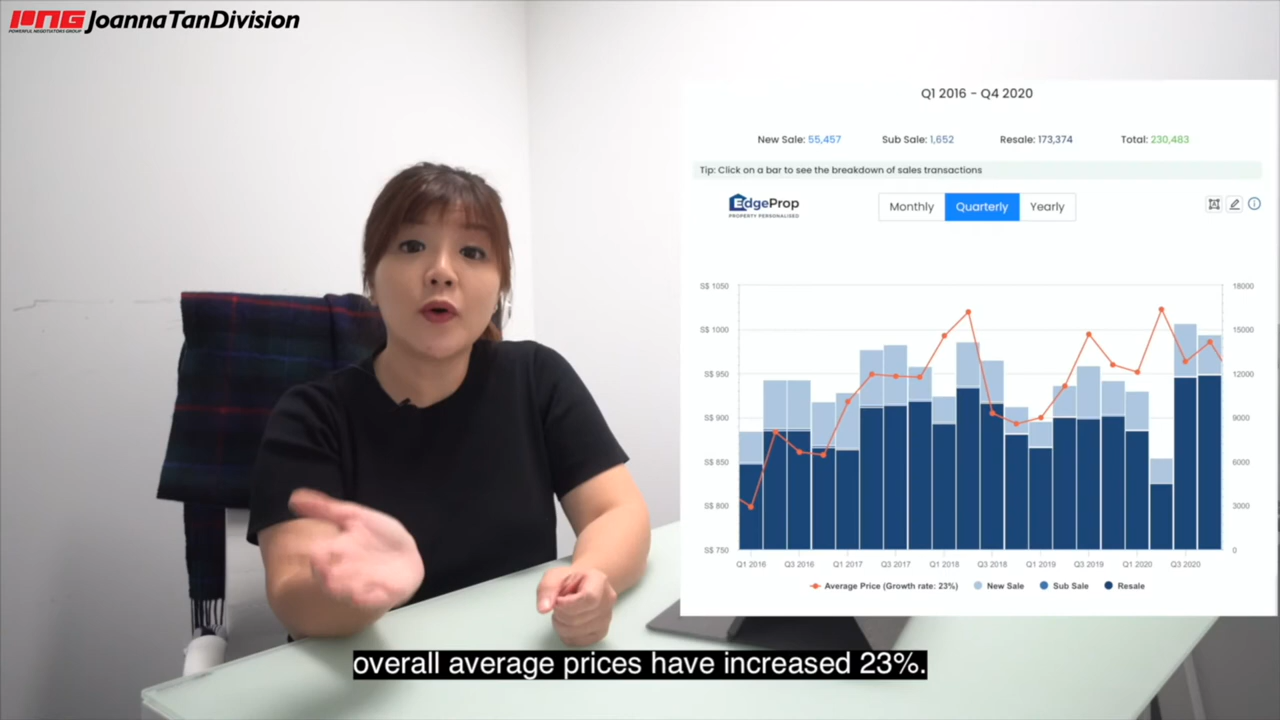 PNG JoannaTanDivision
POWERFUL NEGOTIATORS GROUP
Q1 2016 - Q4 2020
New Sale: 55,457 Sub Sale: 1,652 Resale: 173,374 Total: 230,483
Tip: Click on a bar to see the breakdown of sales transactions
EdgeProp
PROPERTY PERSONALISED
Monthly Quarterly Yearly
S$ 1050 18000
S$ 1000 15000
S$ 950 12000
S$ 900 9000
S$ 850 6000
S$ 800 3000
S$ 750 0
Q1 2016 Q3 2016 Q1 2017 Q3 2017 Q1 2018 Q3 2018 Q1 2019 Q3 2019 Q1 2020 Q3 2020
Average Price (Growth rate: 23%) New Sale Sub Sale Resale
overall average prices have increased 23%.